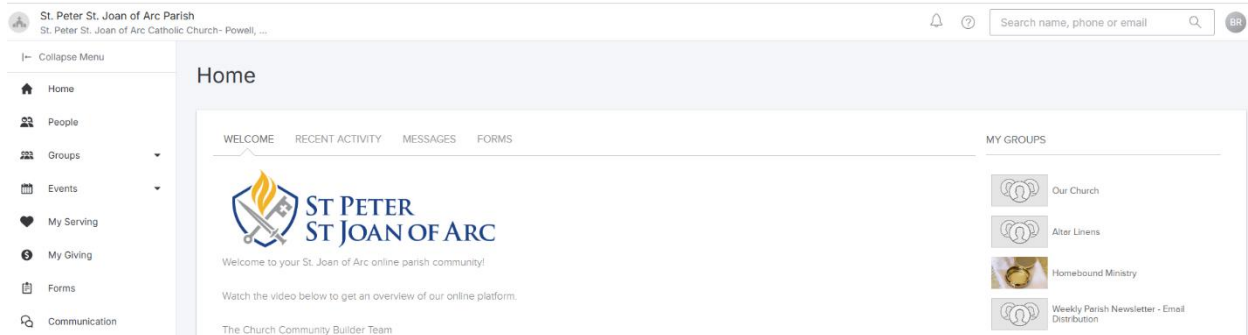 St. Peter St. Joan of Arc Parish
St. Peter St. Joan of Arc Catholic Church- Powell, ...
Search name, phone or email
BR
Collapse Menu
Home
People
Groups
Events
My Serving
My Giving
Forms
Communication
Home
WELCOME RECENT ACTIVITY MESSAGES FORMS
ST PETER
ST JOAN OF ARC
Welcome to your St. Joan of Arc online parish community!
Watch the video below to get an overview of our online platform.
The Church Community Builder Team
MY GROUPS
Our Church
Altar Linens
Homebound Ministry
Weekly Parish Newsletter - Email
Distribution